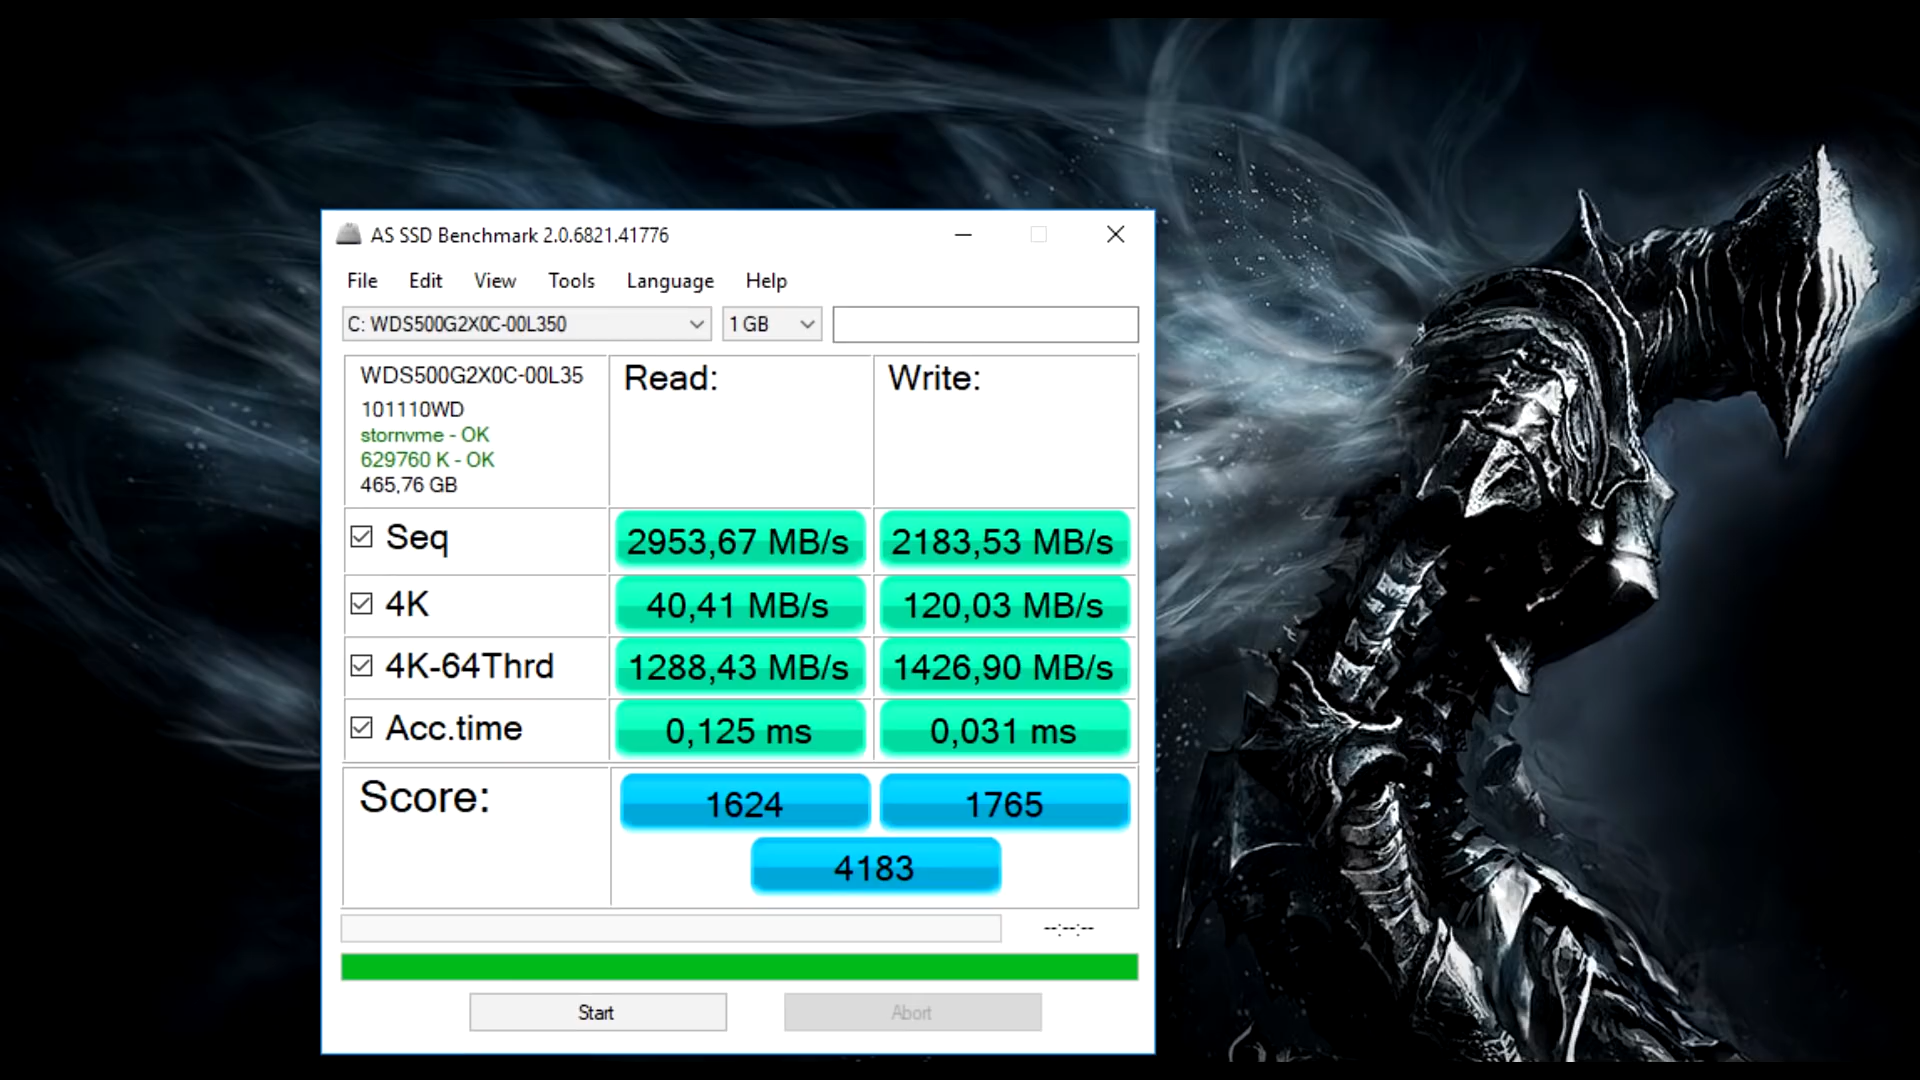 AS SSD Benchmark 2.0.6821.41776
File Edit View Tools Language Help
C: WDS500G2X0C-00L350 1 GB
WDS500G2X0C-00L35 Read: Write:
101110WD
stornvme - OK
629760 K - OK
465,76 GB
Seq 2953,67 MB/s 2183,53 MB/s
4K 40,41 MB/s 120,03 MB/s
4K-64Thrd 1288,43 MB/s 1426,90 MB/s
Acc.time 0,125 ms 0,031 ms
Score: 1624 1765
4183
--:--:--
Start Abort